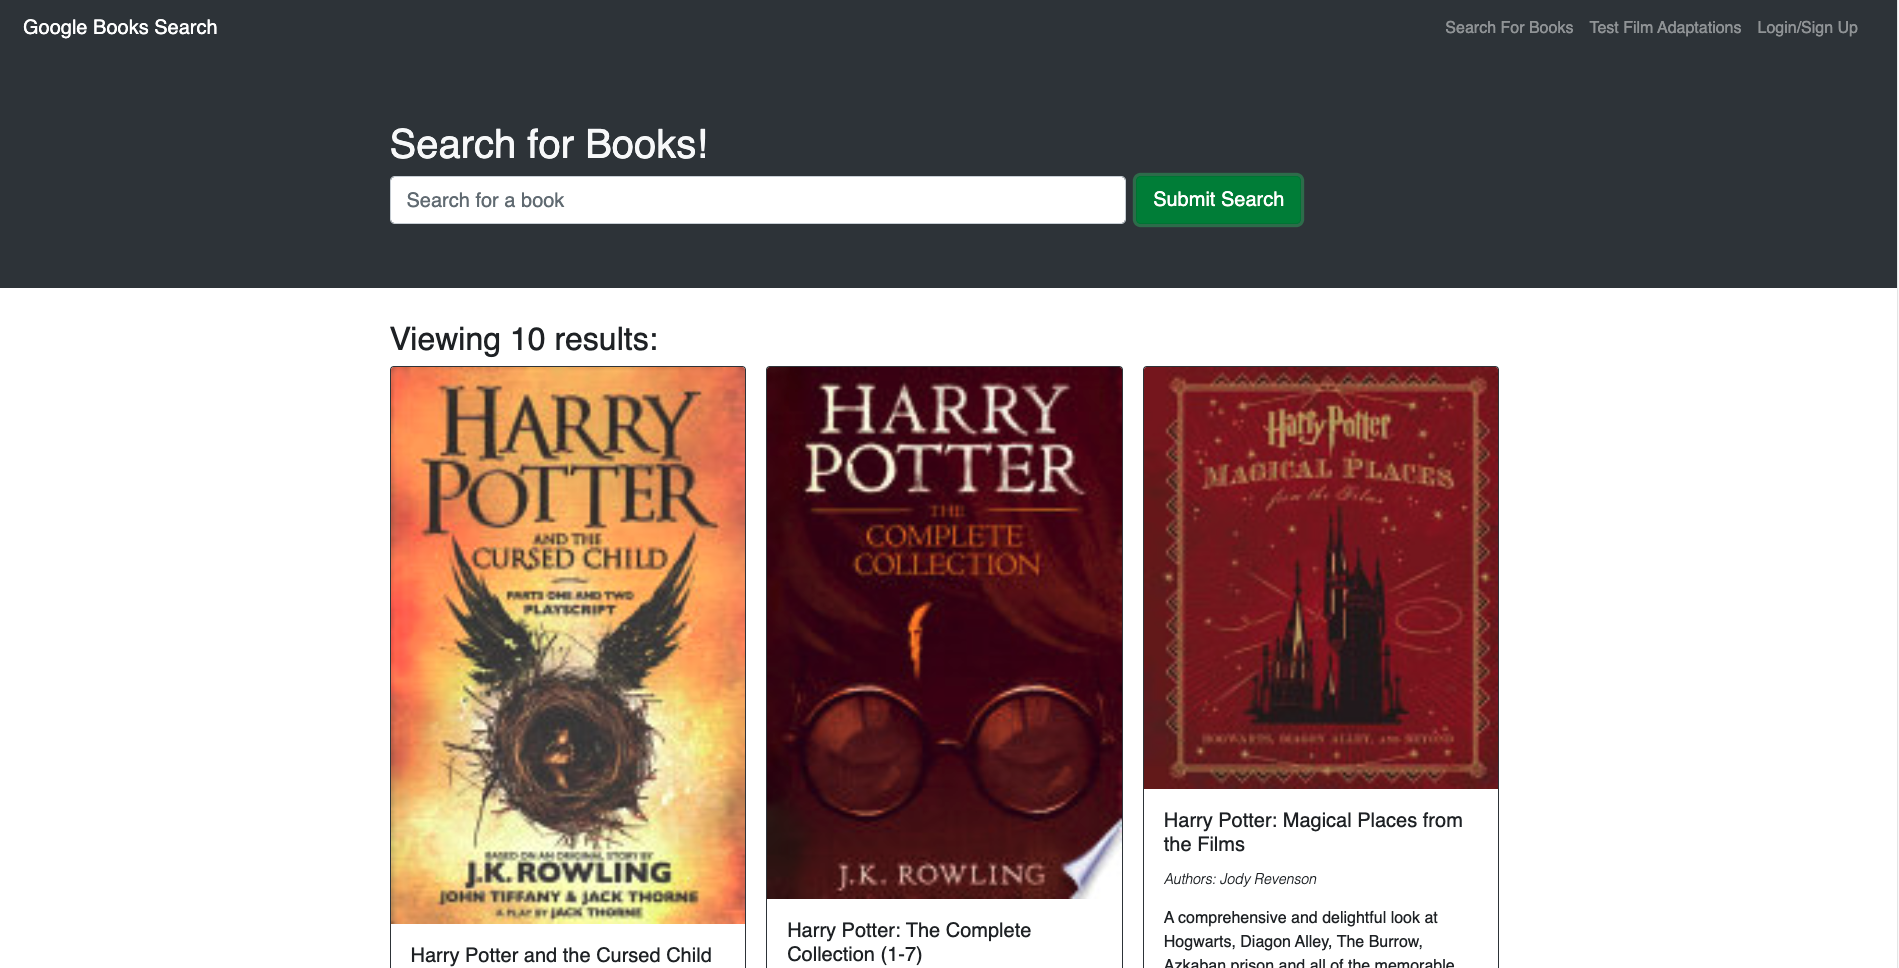 Google Books Search
Search For Books
Test Film Adaptations
Login/Sign Up
Search for Books!
Search for a book
Submit Search
Viewing 10 results:
HARRY
POTTER
AND THE
CURSED CHILD
PARTS ONE AND TWO
PLAYSCRIPT
BASED ON AN ORIGINAL STORY BY
J.K. ROWLING
JOHN TIFFANY & JACK THORNE
A PLAY BY JACK THORNE
Harry Potter and the Cursed Child
HARRY
POTTER
THE
COMPLETE
COLLECTION
J.K. ROWLING
Harry Potter: The Complete
Collection (1-7)
Harry Potter
MAGICAL PLACES
from the Films
HOGWARTS, DIAGON ALLEY, AND BEYOND
Harry Potter: Magical Places from
the Films
Authors: Jody Revenson
A comprehensive and delightful look at
Hogwarts, Diagon Alley, The Burrow,
Azkaban prison and all of the memorable